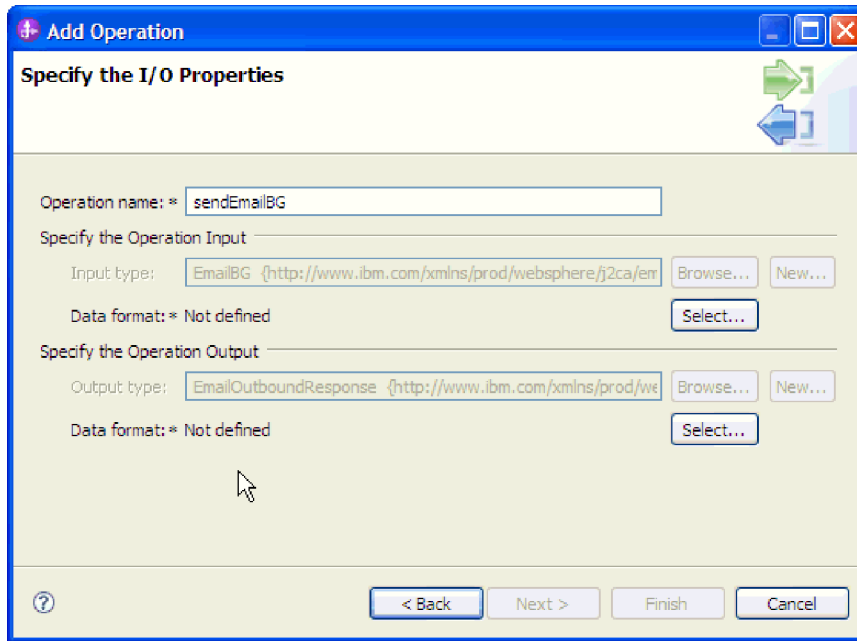 Add Operation
Specify the I/O Properties
Operation name: * sendEmailBG
Specify the Operation Input
Input type: EmailBG {http://www.ibm.com/xmlns/prod/websphere/j2ca/em Browse... New...
Data format: * Not defined Select...
Specify the Operation Output
Output type: EmailOutboundResponse {http://www.ibm.com/xmlns/prod/we Browse... New...
Data format: * Not defined Select...
? < Back Next > Finish Cancel